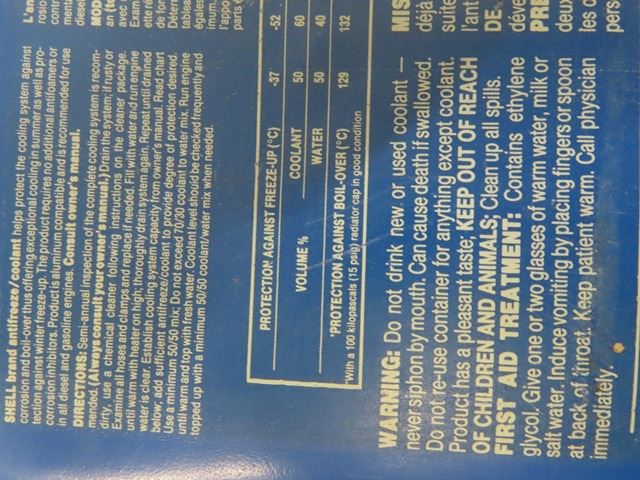 SHELL brand antifreeze/coolant helps protect the cooling system against
corrosion and boil-over thus offering exceptional cooling in summer as well as pro-
tection against winter freeze-up. The product requires no additional antifoamers or
corrosion inhibitors. Product is aluminum compatible and is recommended for use
in all diesel and gasoline engines. Consult owner's manual.
DIRECTIONS: Semi-annual inspection of the complete cooling system is recom-
mended. (Always consult your owner's manual.) Drain the system; if rusty or
dirty, use a chemical cleaner following instructions on the cleaner package.
Examine all hoses and clamps and replace if needed. Fill with water and run engine
until warm with heater on high; thoroughly drain system again. Repeat until drained
water is clear. Establish cooling system capacity from owner's manual. Read chart
below; add sufficient antifreeze/coolant to provide degree of protection desired.
Use a minimum 50/50 mix; Do not exceed 70/30 coolant to water mix. Run engine
until warm and top with fresh water. Coolant level should be checked frequently and
topped up with a minimum 50/50 coolant/water mix when needed.
PROTECTION AGAINST FREEZE-UP (°C) -37 -52
VOLUME % COOLANT 50 60
WATER 50 40
*PROTECTION AGAINST BOIL-OVER (°C) 129 132
*With a 100 kilopascals (15 psig) radiator cap in good condition
WARNING: Do not drink new or used coolant —
never siphon by mouth. Can cause death if swallowed.
Do not re-use container for anything except coolant.
Product has a pleasant taste; KEEP OUT OF REACH
OF CHILDREN AND ANIMALS; Clean up all spills.
FIRST AID TREATMENT: Contains ethylene
glycol. Give one or two glasses of warm water, milk or
salt water. Induce vomiting by placing fingers or spoon
at back of throat. Keep patient warm. Call physician
immediately.
MIS
déjà
suite
l'ant
DE
PRE
deux
les c
pers